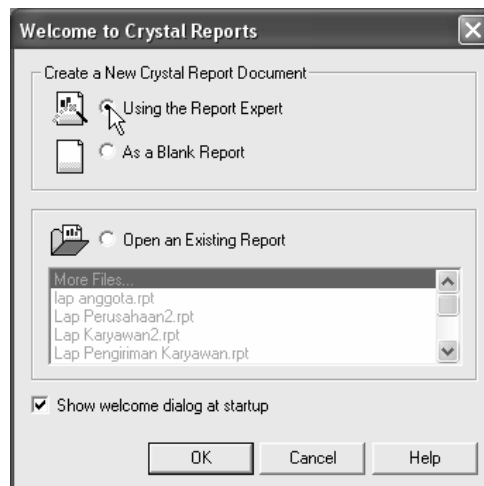 Welcome to Crystal Reports
Create a New Crystal Report Document
Using the Report Expert
As a Blank Report
Open an Existing Report
More Files...
lap anggota.rpt
Lap Perusahaan2.rpt
Lap Karyawan2.rpt
Lap Pengiriman Karyawan.rpt
Show welcome dialog at startup
OK Cancel Help